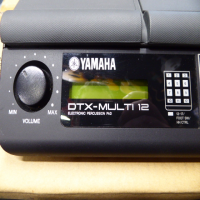 YAMAHA
MIN
MAX
VOLUME
DTX-MULTI 12
ELECTRONIC PERCUSSION PAD